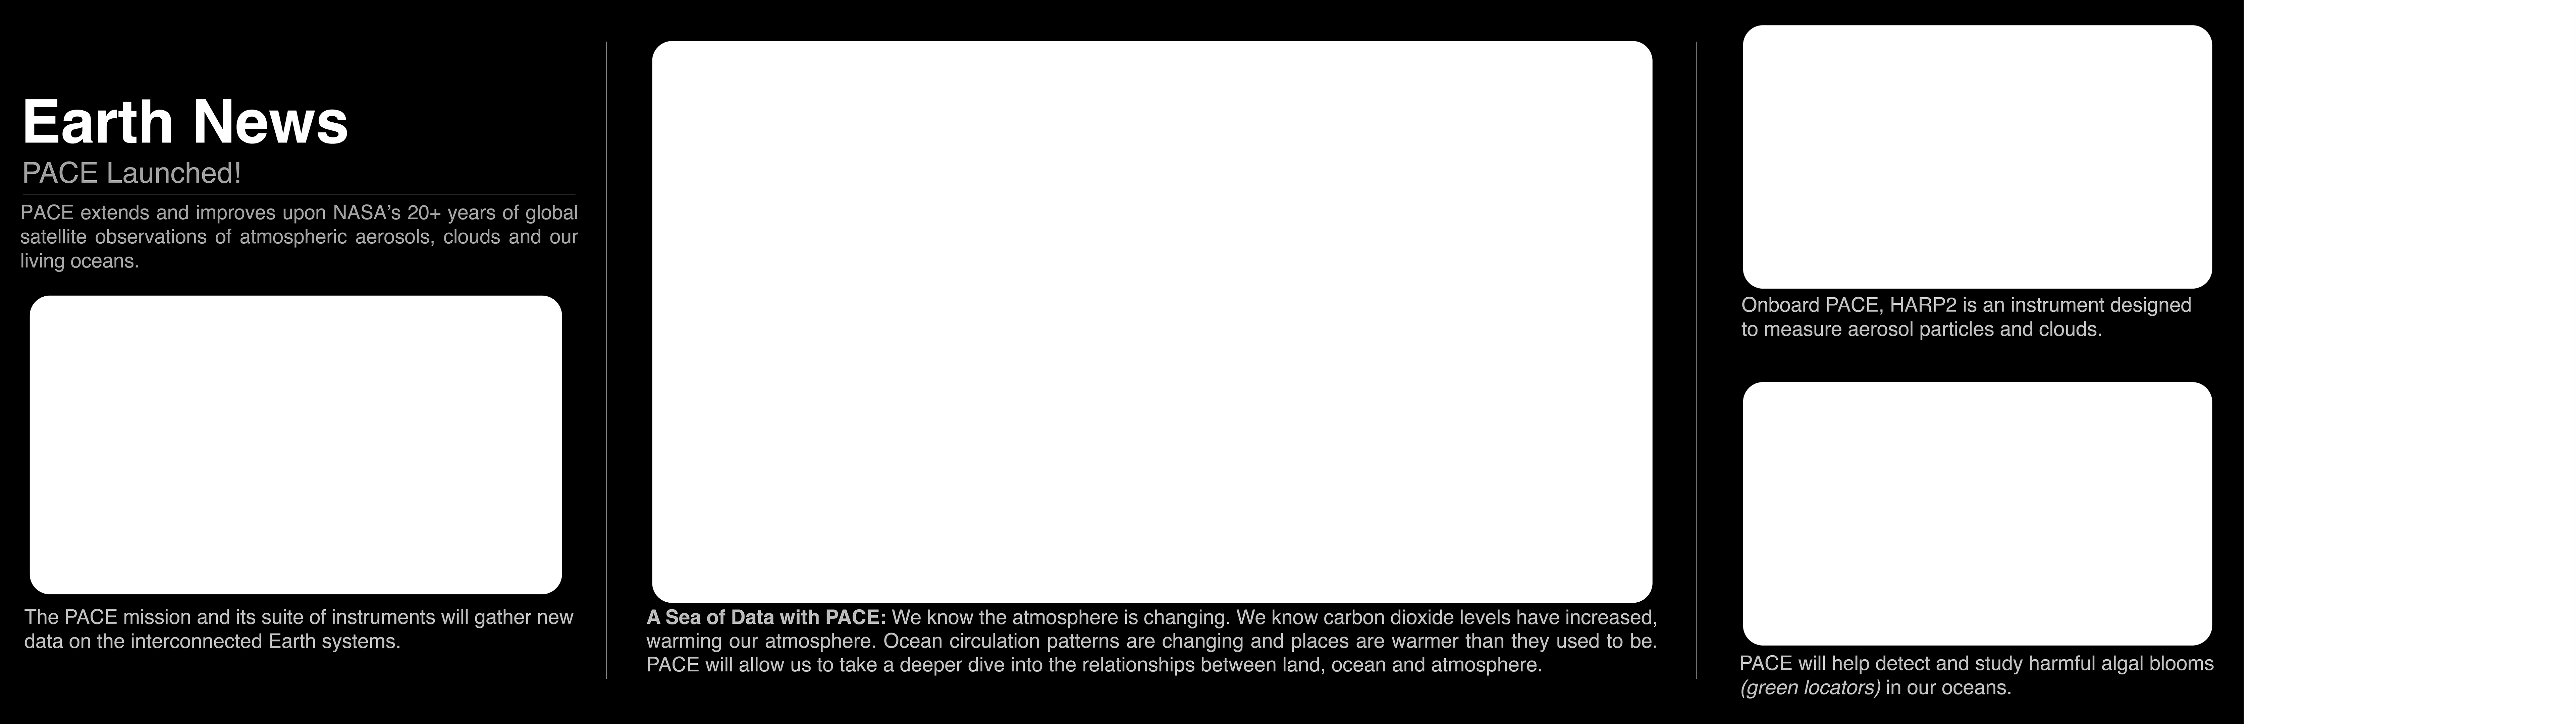 Earth News
PACE Launched!
PACE extends and improves upon NASA’s 20+ years of global
satellite observations of atmospheric aerosols, clouds and our
living oceans.
The PACE mission and its suite of instruments will gather new
data on the interconnected Earth systems.
A Sea of Data with PACE: We know the atmosphere is changing. We know carbon dioxide levels have increased,
warming our atmosphere. Ocean circulation patterns are changing and places are warmer than they used to be.
PACE will allow us to take a deeper dive into the relationships between land, ocean and atmosphere.
Onboard PACE, HARP2 is an instrument designed
to measure aerosol particles and clouds.
PACE will help detect and study harmful algal blooms
(green locators) in our oceans.